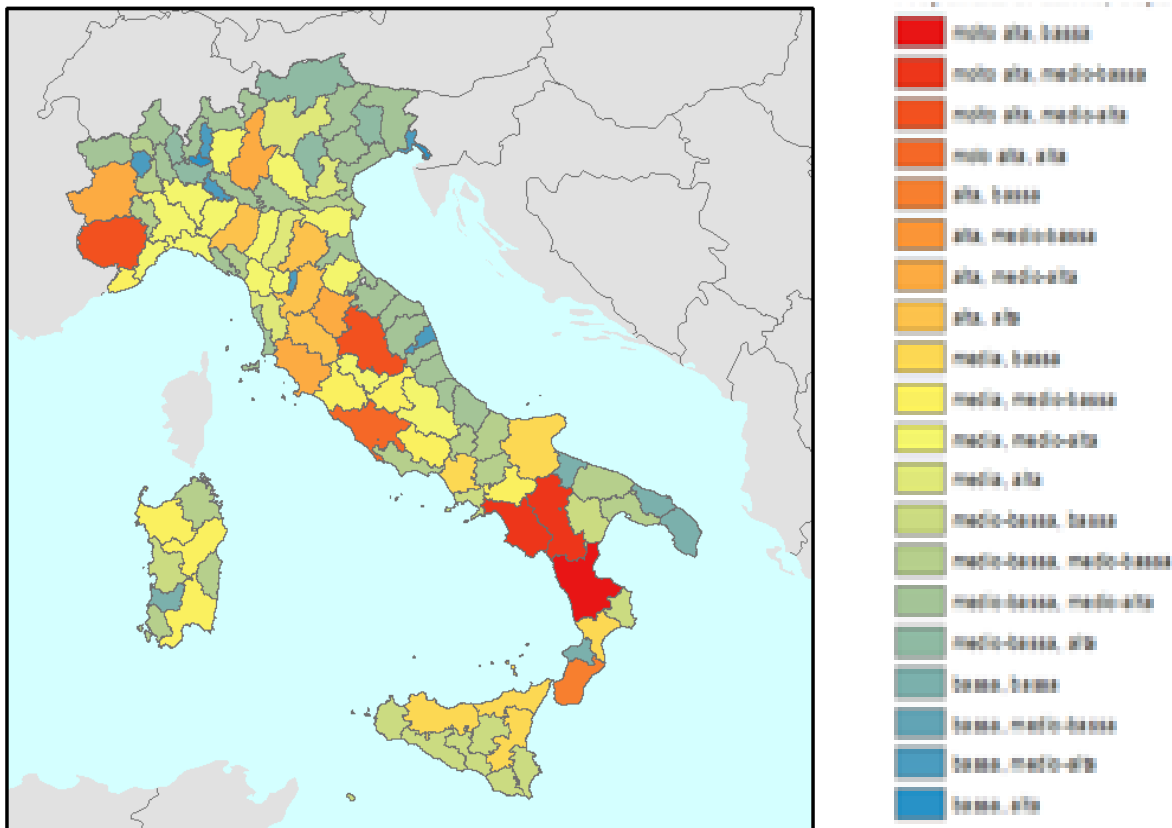 molto alta, bassa
molto alta, medio-bassa
molto alta, medio-alta
molto alta, alta
alta, bassa
alta, medio-bassa
alta, medio-alta
alta, alta
media, bassa
media, medio-bassa
media, medio-alta
media, alta
medio-bassa, bassa
medio-bassa, medio-bassa
medio-bassa, medio-alta
medio-bassa, alta
bassa, bassa
bassa, medio-bassa
bassa, medio-alta
bassa, alta